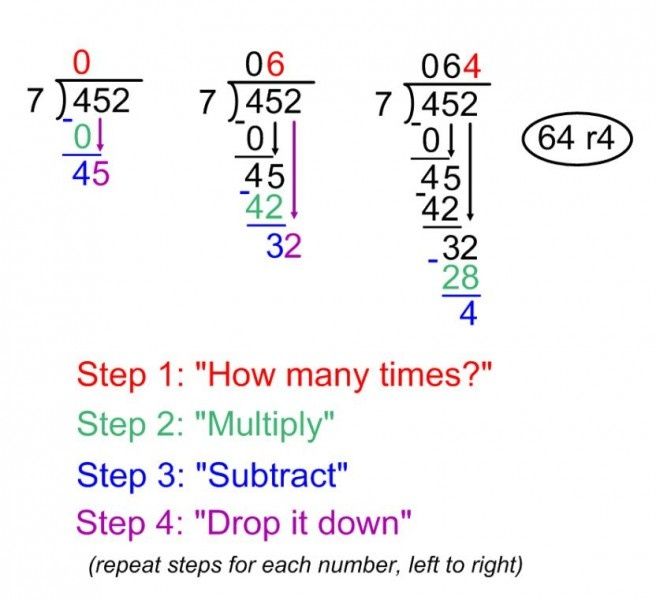 0
7 ) 452
- 0
45
06
7 ) 452
- 0
45
- 42
32
064
7 ) 452
- 0
45
- 42
- 32
28
4
64 r4
Step 1: "How many times?"
Step 2: "Multiply"
Step 3: "Subtract"
Step 4: "Drop it down"
(repeat steps for each number, left to right)